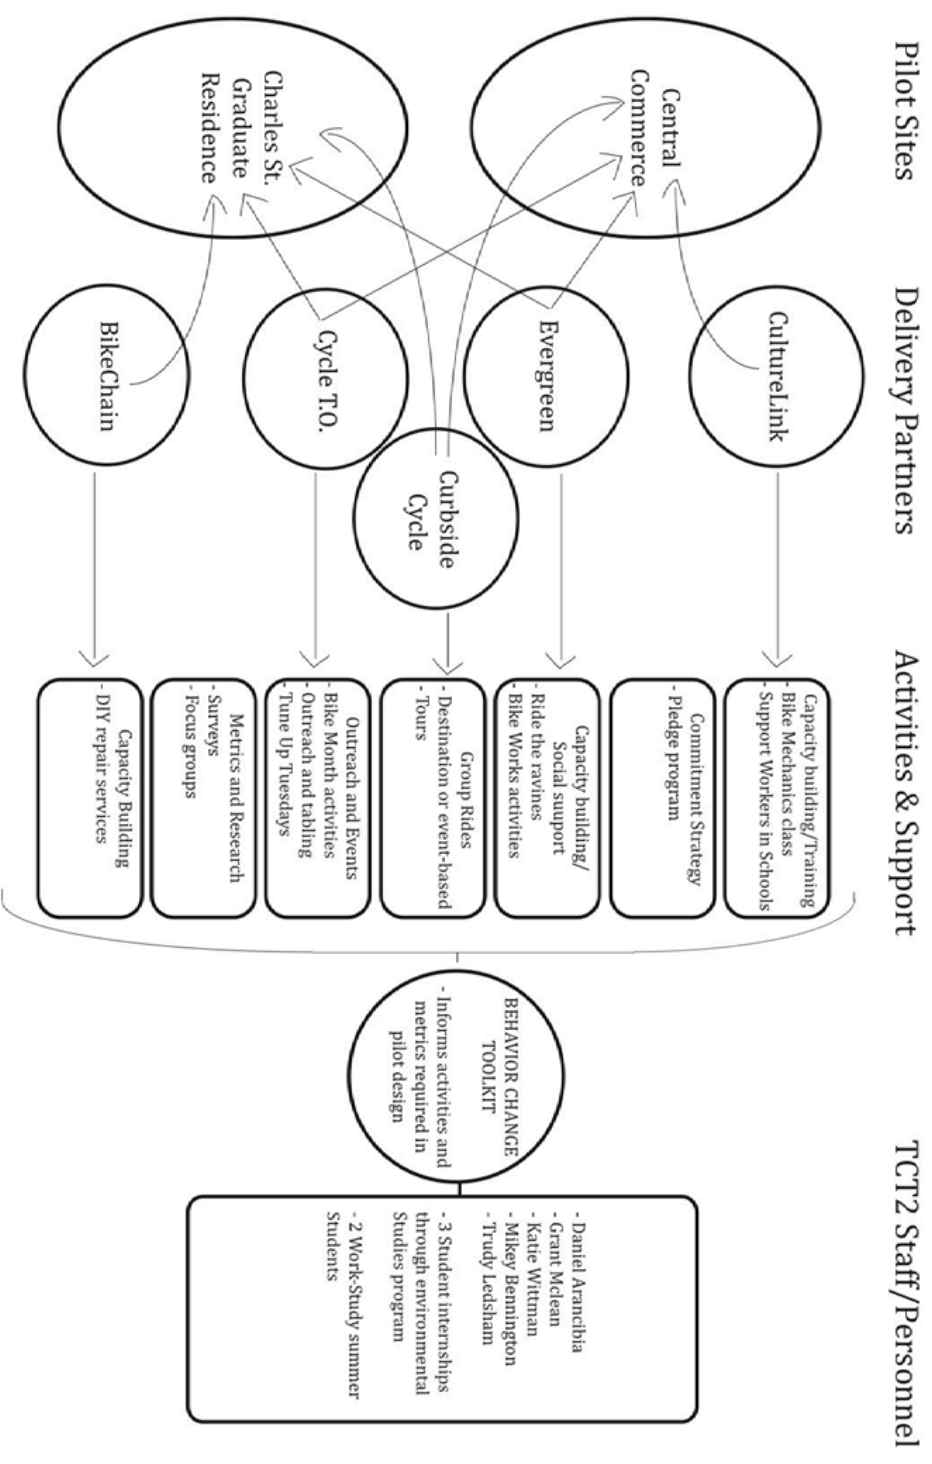 Pilot Sites
Central
Commerce
Charles St.
Graduate
Residence
Delivery Partners
CultureLink
Evergreen
Curbside
Cycle
Cycle T.O.
BikeChain
Activities & Support
Capacity building/Training
- Bike Mechanics class
- Support Workers in Schools
Commitment Strategy
- Pledge program
Capacity building/
Social support
- Ride the ravines
- Bike Works activities
Group Rides
- Destination or event-based
- Tours
Outreach and Events
- Bike Month activities
- Outreach and tabling
- Tune Up Tuesdays
Metrics and Research
- Surveys
- Focus groups
Capacity Building
- DIY repair services
BEHAVIOR CHANGE
TOOLKIT
- Informs activities and
metrics required in
pilot design
TCT2 Staff/Personnel
- Daniel Arancibia
- Grant Mclean
- Katie Wittman
- Mikey Bennington
- Trudy Ledsham
- 3 Student internships
through environmental
Studies program
- 2 Work-Study summer
Students